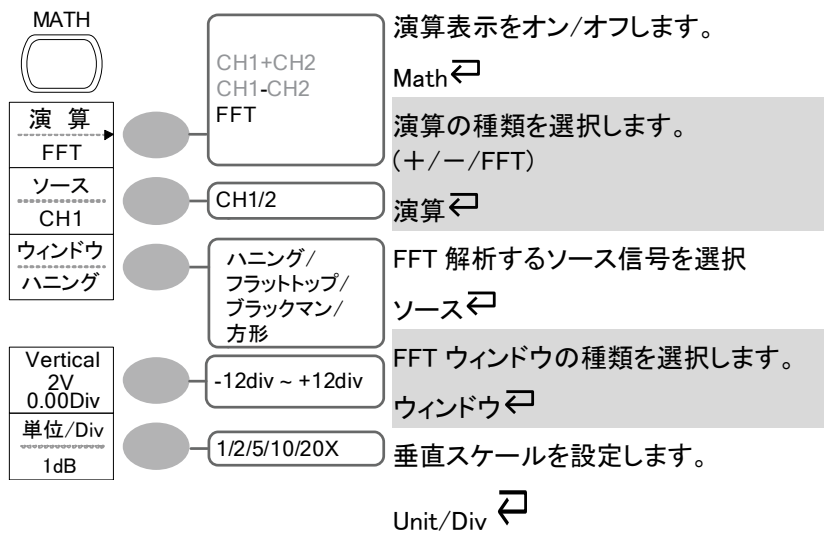 MATH
演 算
FFT
ソース
CH1
ウィンドウ
ハニング
Vertical
2V
0.00Div
単位/Div
1dB
CH1+CH2
CH1-CH2
FFT
CH1/2
ハニング/
フラットトップ/
ブラックマン/
方形
-12div ~ +12div
1/2/5/10/20X
演算表示をオン/オフします。
Math
演算の種類を選択します。
(＋/－/FFT)
演算
FFT 解析するソース信号を選択
ソース
FFT ウィンドウの種類を選択します。
ウィンドウ
垂直スケールを設定します。
Unit/Div